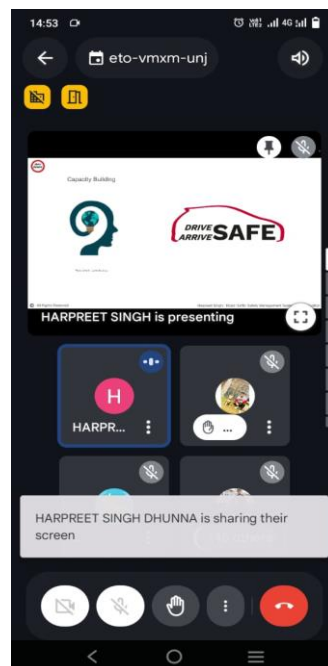 14:53
4G
eto-vmxm-unj
Capacity Building
DRIVE
ARRIVE SAFE
HARPREET SINGH is presenting
H
HARPR...
...
HARPREET SINGH DHUNNA is sharing their
screen